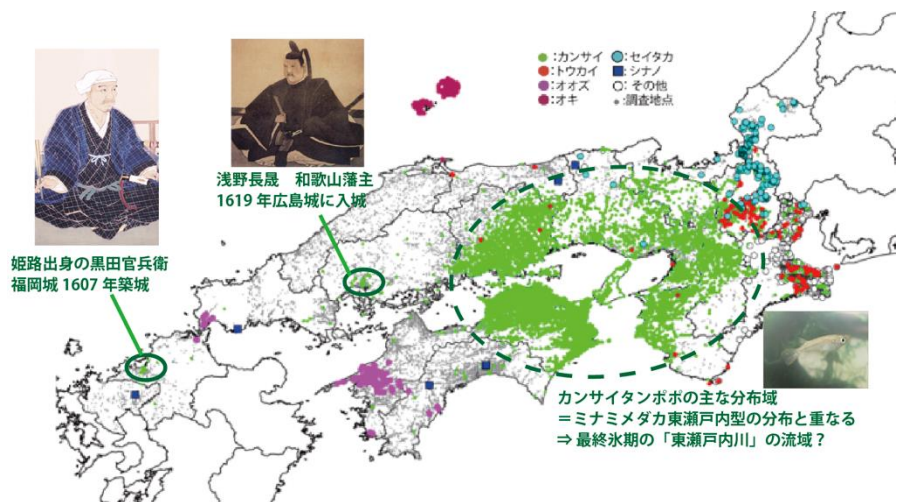 ●:カンサイ
●:トウカイ
●:オオズ
●:オキ
●:セイタカ
■:シナノ
○:その他
•:調査地点
浅野長晟 和歌山藩主
1619 年広島城に入城
姫路出身の黒田官兵衛
福岡城 1607 年築城
カンサイタンポポの主な分布域
＝ミナミメダカ東瀬戸内型の分布と重なる
⇒ 最終氷期の「東瀬戸内川」の流域？